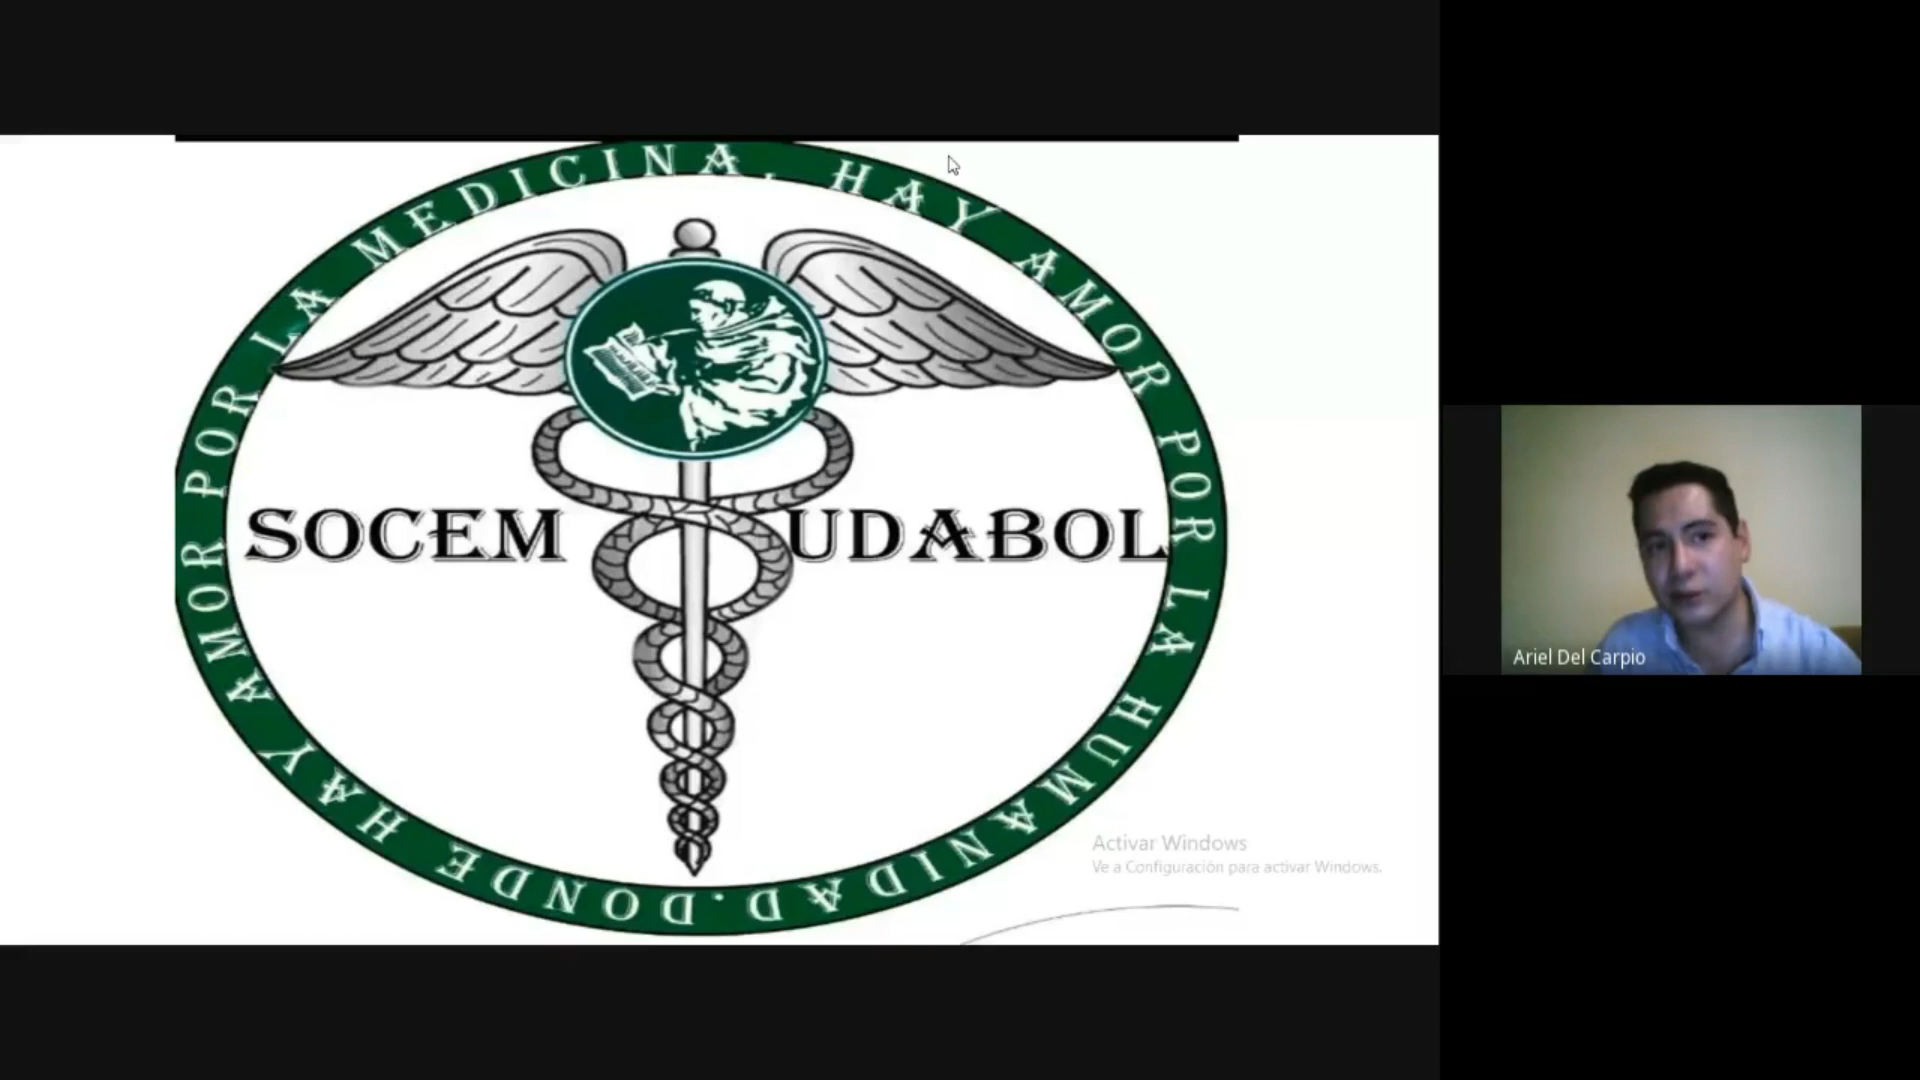 DONDE HAY AMOR POR LA MEDICINA, HAY AMOR POR LA HUMANIDAD.
SOCEM UDABOL
Ariel Del Carpio
Activar Windows
Ve a Configuración para activar Windows.